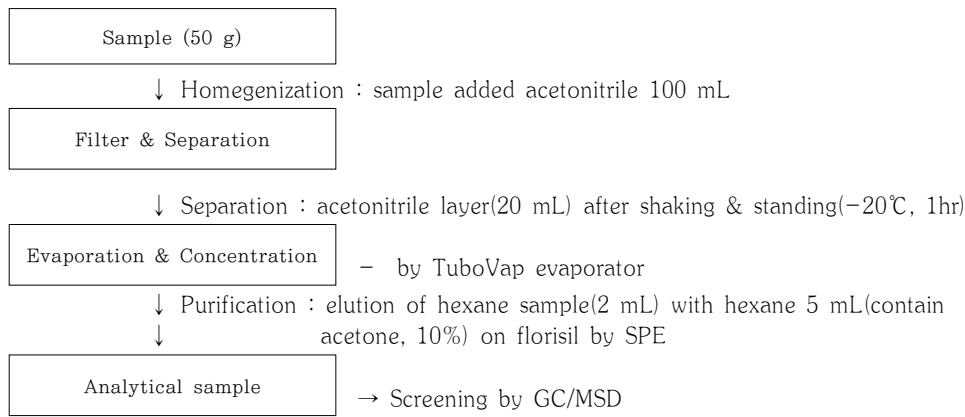 Sample (50 g)
↓ Homegenization : sample added acetonitrile 100 mL
Filter & Separation
↓ Separation : acetonitrile layer(20 mL) after shaking & standing(-20℃, 1hr)
Evaporation & Concentration - by TuboVap evaporator
↓ Purification : elution of hexane sample(2 mL) with hexane 5 mL(contain
↓ acetone, 10%) on florisil by SPE
Analytical sample → Screening by GC/MSD